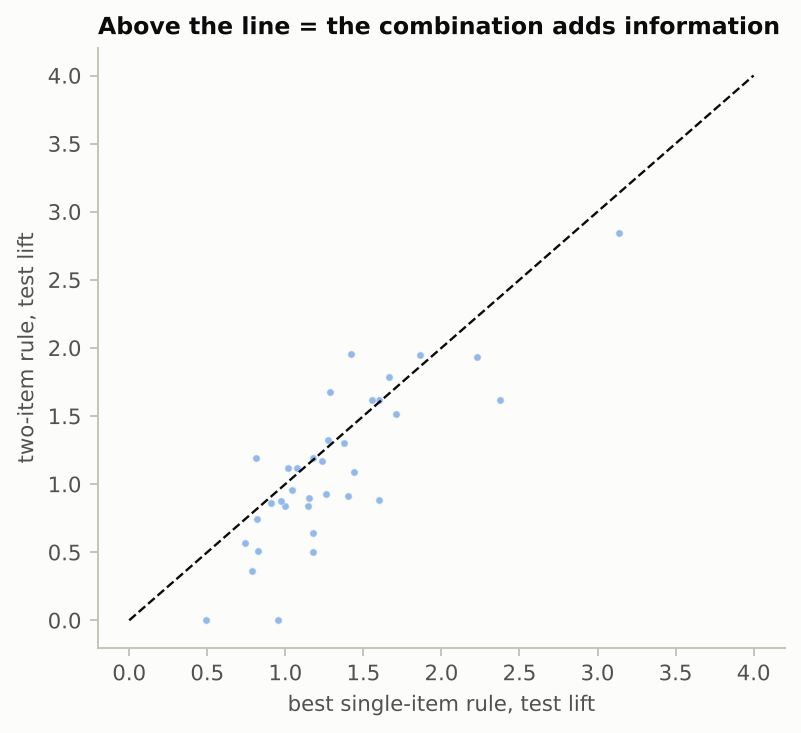 Above the line = the combination adds information
4.0
3.5
3.0
2.5
2.0
1.5
1.0
0.5
0.0
two-item rule, test lift
0.0 0.5 1.0 1.5 2.0 2.5 3.0 3.5 4.0
best single-item rule, test lift